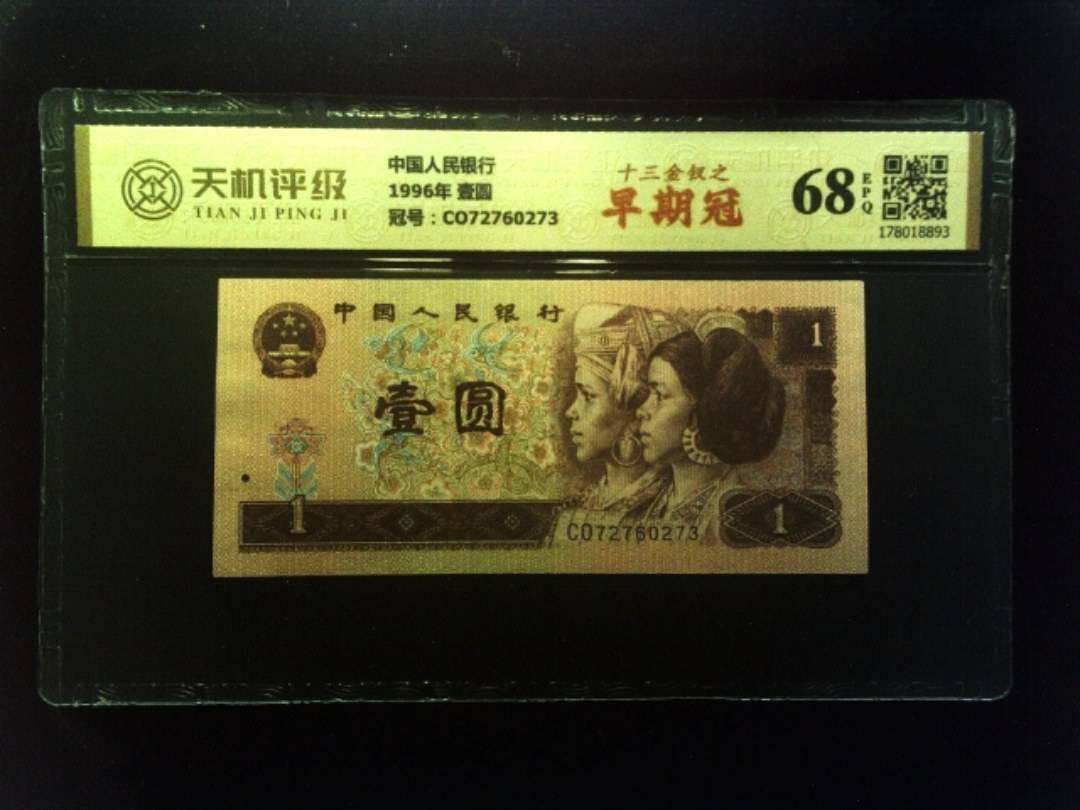 天机评级
TIAN JI PING JI
中国人民银行
1996年 壹圆
冠号：CO72760273
十三金钗之
早期冠
68
EPQ
178018893
中国人民银行
1
壹圆
1
CO72760273
1